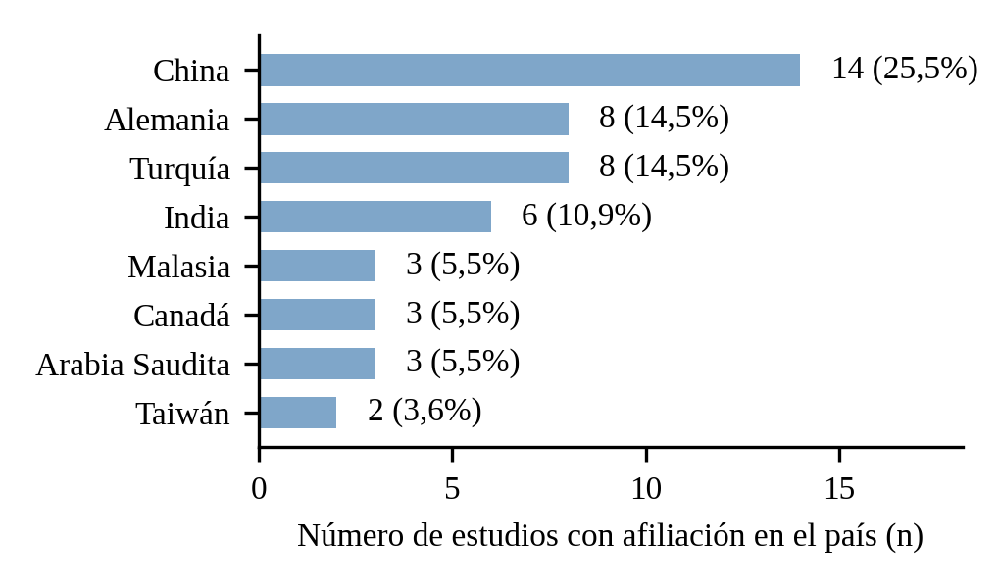 China 14 (25,5%)
Alemania 8 (14,5%)
Turquía 8 (14,5%)
India 6 (10,9%)
Malasia 3 (5,5%)
Canadá 3 (5,5%)
Arabia Saudita 3 (5,5%)
Taiwán 2 (3,6%)
0 5 10 15
Número de estudios con afiliación en el país (n)